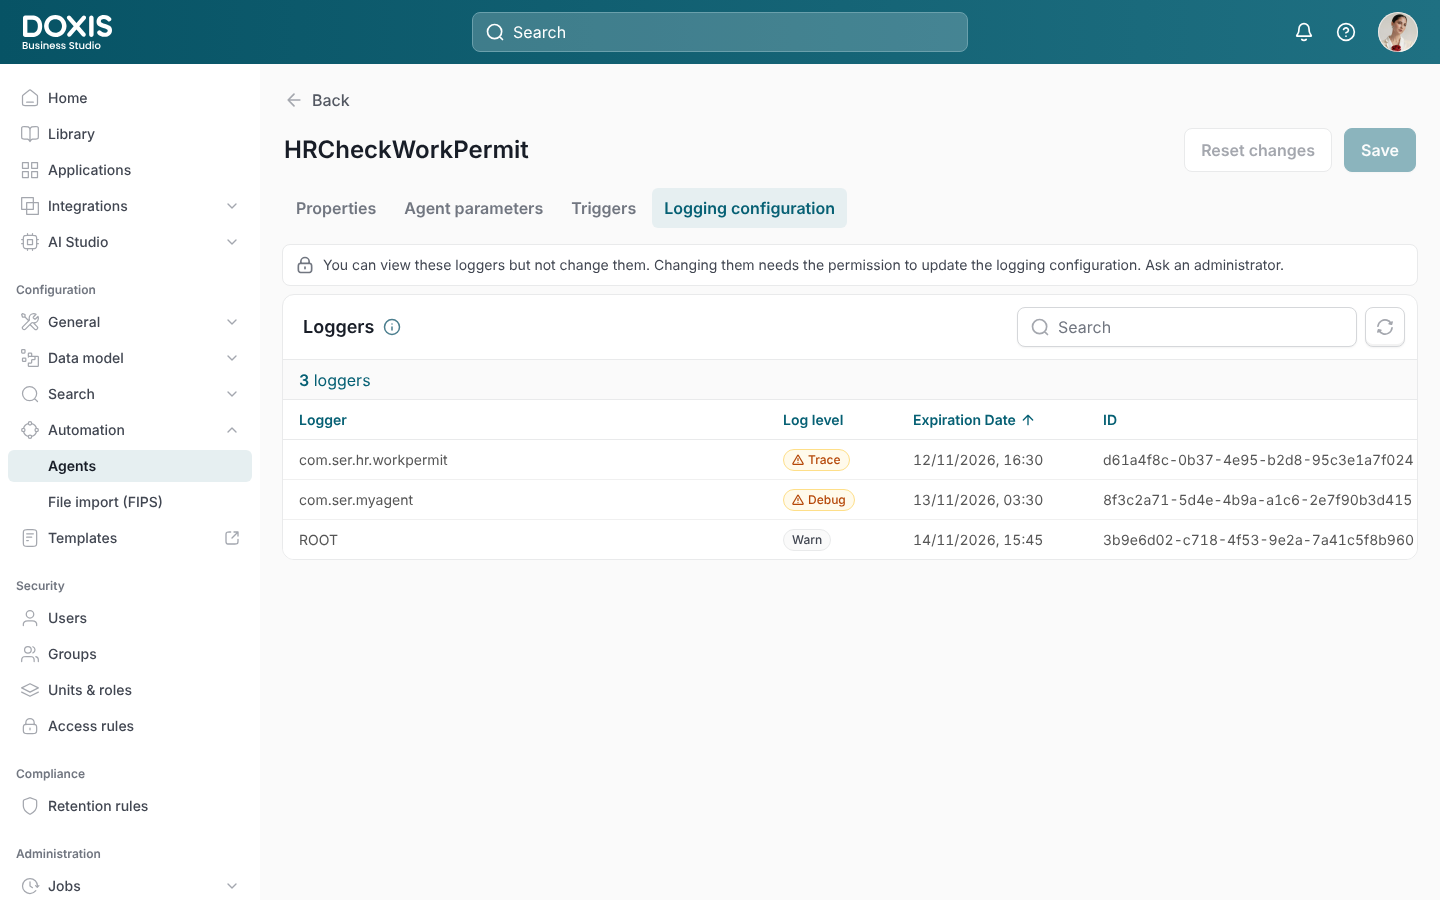 DOXIS
Business Studio
Search
Home
Library
Applications
Integrations
AI Studio
Configuration
General
Data model
Search
Automation
Agents
File import (FIPS)
Templates
Security
Users
Groups
Units & roles
Access rules
Compliance
Retention rules
Administration
Jobs
Back
HRCheckWorkPermit
Reset changes
Save
Properties
Agent parameters
Triggers
Logging configuration
You can view these loggers but not change them. Changing them needs the permission to update the logging configuration. Ask an administrator.
Loggers
Search
3 loggers
Logger Log level Expiration Date ID
com.ser.hr.workpermit Trace 12/11/2026, 16:30 d61a4f8c-0b37-4e95-b2d8-95c3e1a7f024
com.ser.myagent Debug 13/11/2026, 03:30 8f3c2a71-5d4e-4b9a-a1c6-2e7f90b3d415
ROOT Warn 14/11/2026, 15:45 3b9e6d02-c718-4f53-9e2a-7a41c5f8b960